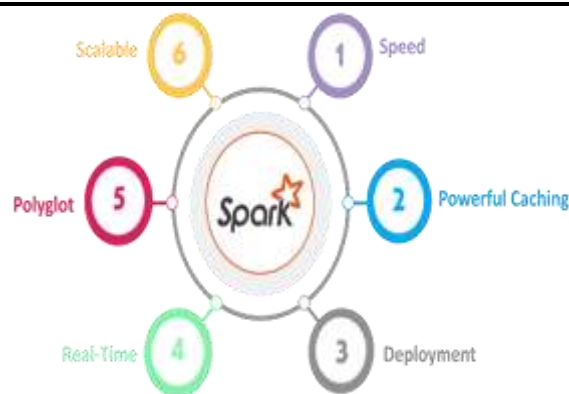 Scalable
6
1
Speed
Polyglot
5
Spark
2
Powerful Caching
Real-Time
4
3
Deployment